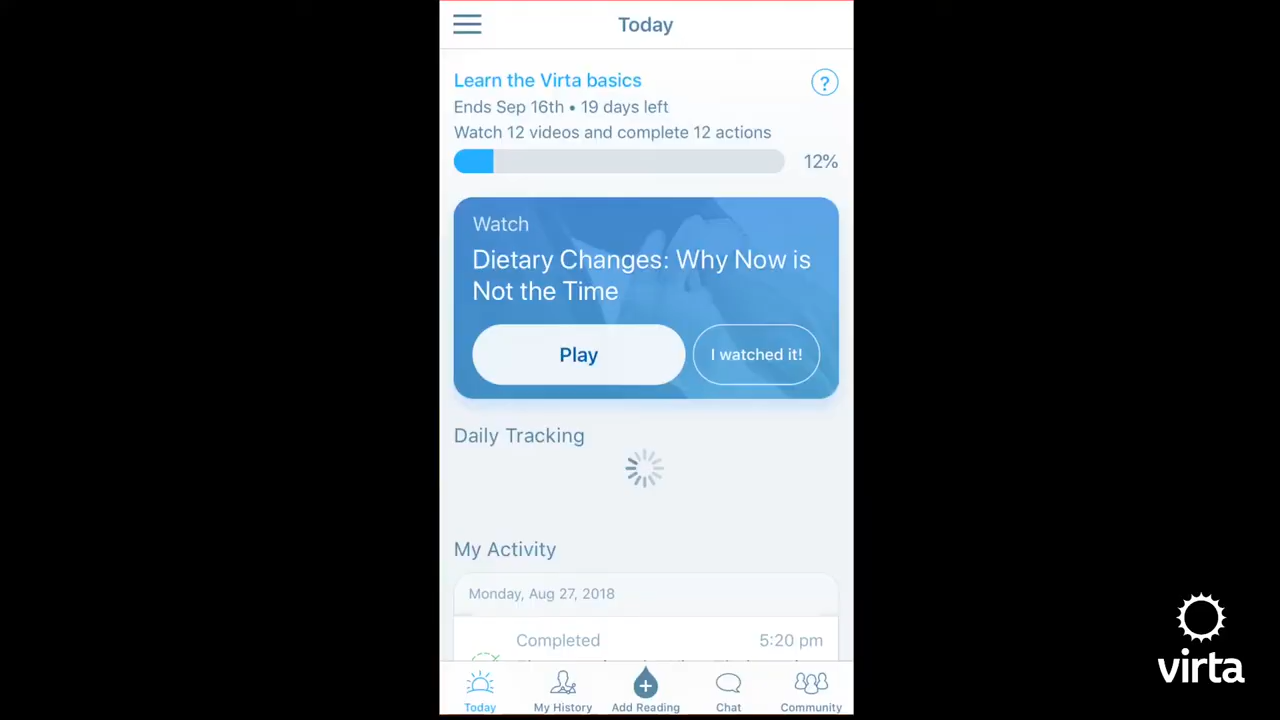 Today
Learn the Virta basics
?
Ends Sep 16th • 19 days left
Watch 12 videos and complete 12 actions
12%
Watch
Dietary Changes: Why Now is
Not the Time
Play
I watched it!
Daily Tracking
My Activity
Monday, Aug 27, 2018
Completed
5:20 pm
Today
My History
Add Reading
Chat
Community
virta